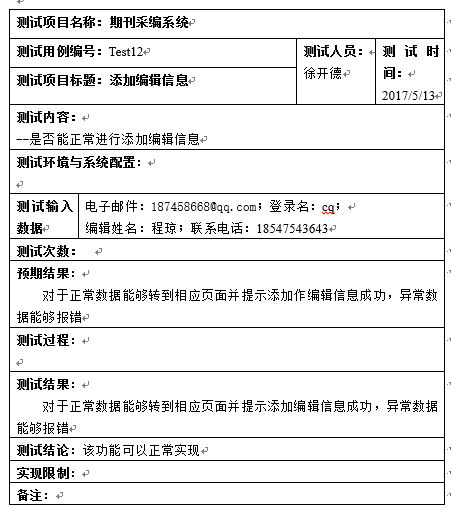 测试项目名称：期刊采编系统
测试用例编号：Test12
测试人员：
徐开德
测试时
间：
2017/5/13
测试项目标题：添加编辑信息
测试内容：
--是否能正常进行添加编辑信息
测试环境与系统配置：
测试输入
数据
电子邮件：187458668@qq.com；登录名：cq；
编辑姓名：程琼；联系电话：18547543643
测试次数：
预期结果：
对于正常数据能够转到相应页面并提示添加作编辑信息成功，异常数
据能够报错
测试过程：
测试结果：
对于正常数据能够转到相应页面并提示添加编辑信息成功，异常数据
能够报错
测试结论：该功能可以正常实现
实现限制：
备注：